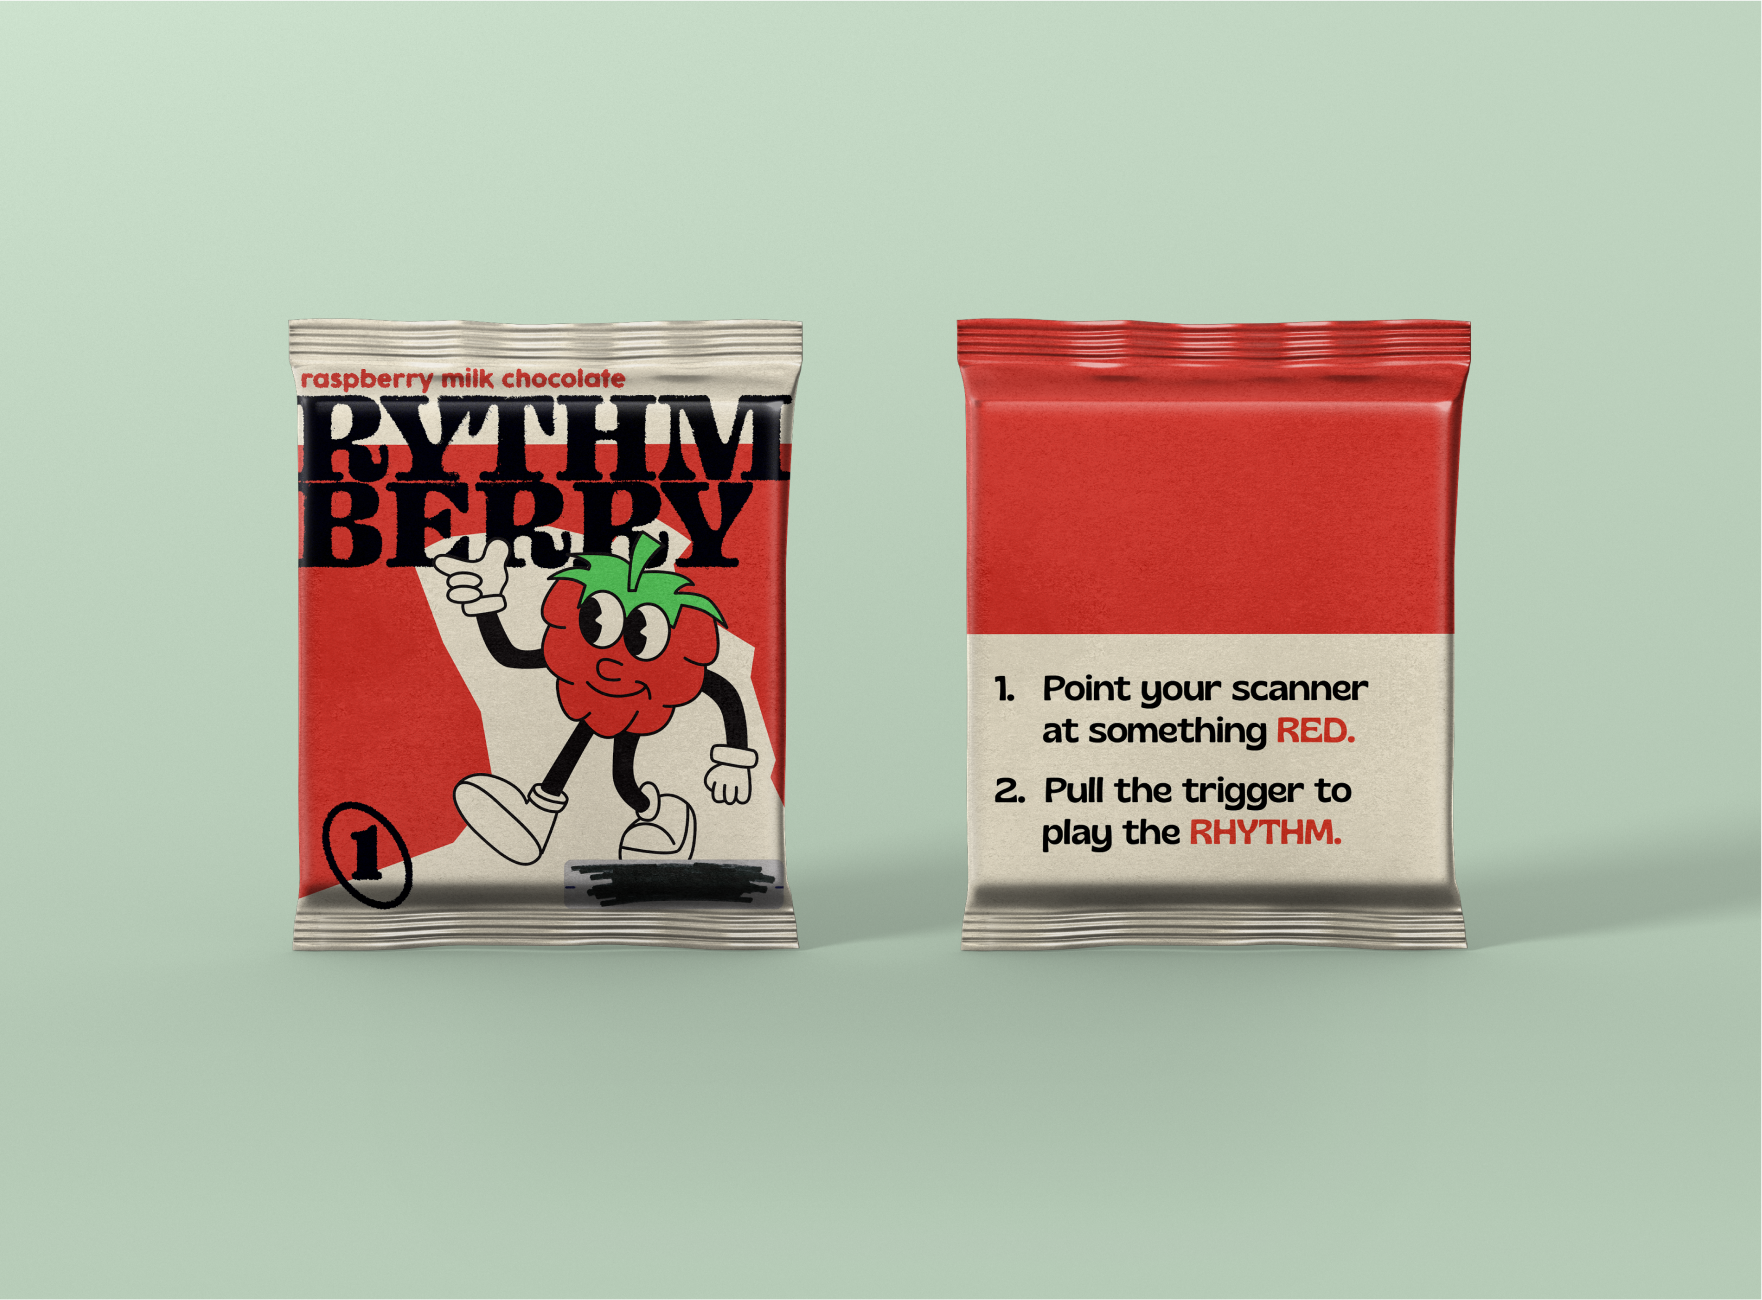 raspberry milk chocolate
RYTHM
BERRY
1
1. Point your scanner
at something RED.
2. Pull the trigger to
play the RHYTHM.